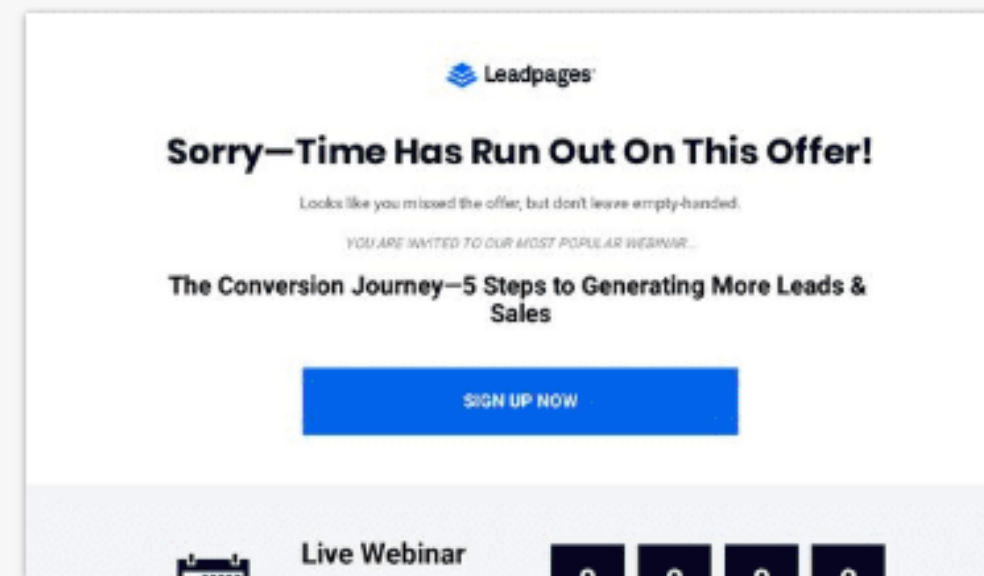 Leadpages
Sorry—Time Has Run Out On This Offer!
Looks like you missed the offer, but don't leave empty-handed.
YOU ARE INVITED TO OUR MOST POPULAR WEBINAR...
The Conversion Journey—5 Steps to Generating More Leads &
Sales
SIGN UP NOW
Live Webinar